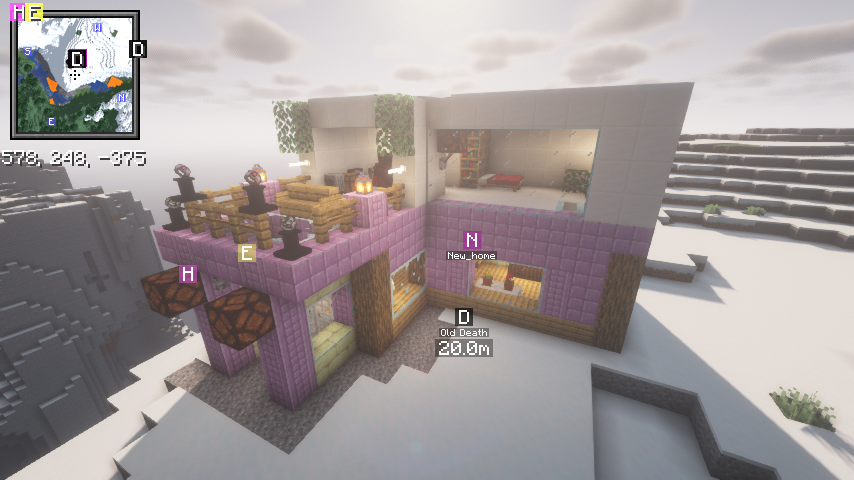 H E
W
D
D
S
N
E
578, 248, -375
N
New_home
E
H
D
Old Death
20.0m